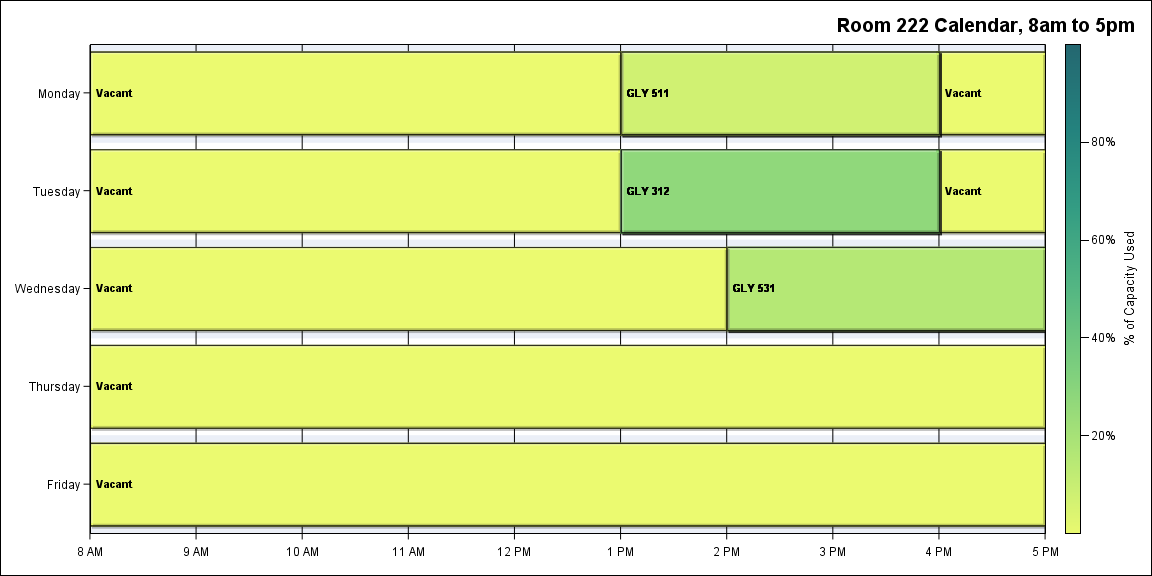 Room 222 Calendar, 8am to 5pm
Monday
Vacant
GLY 511
Vacant
Tuesday
Vacant
GLY 312
Vacant
Wednesday
Vacant
GLY 531
Thursday
Vacant
Friday
Vacant
8 AM
9 AM
10 AM
11 AM
12 PM
1 PM
2 PM
3 PM
4 PM
5 PM
80%
60%
40%
20%
% of Capacity Used